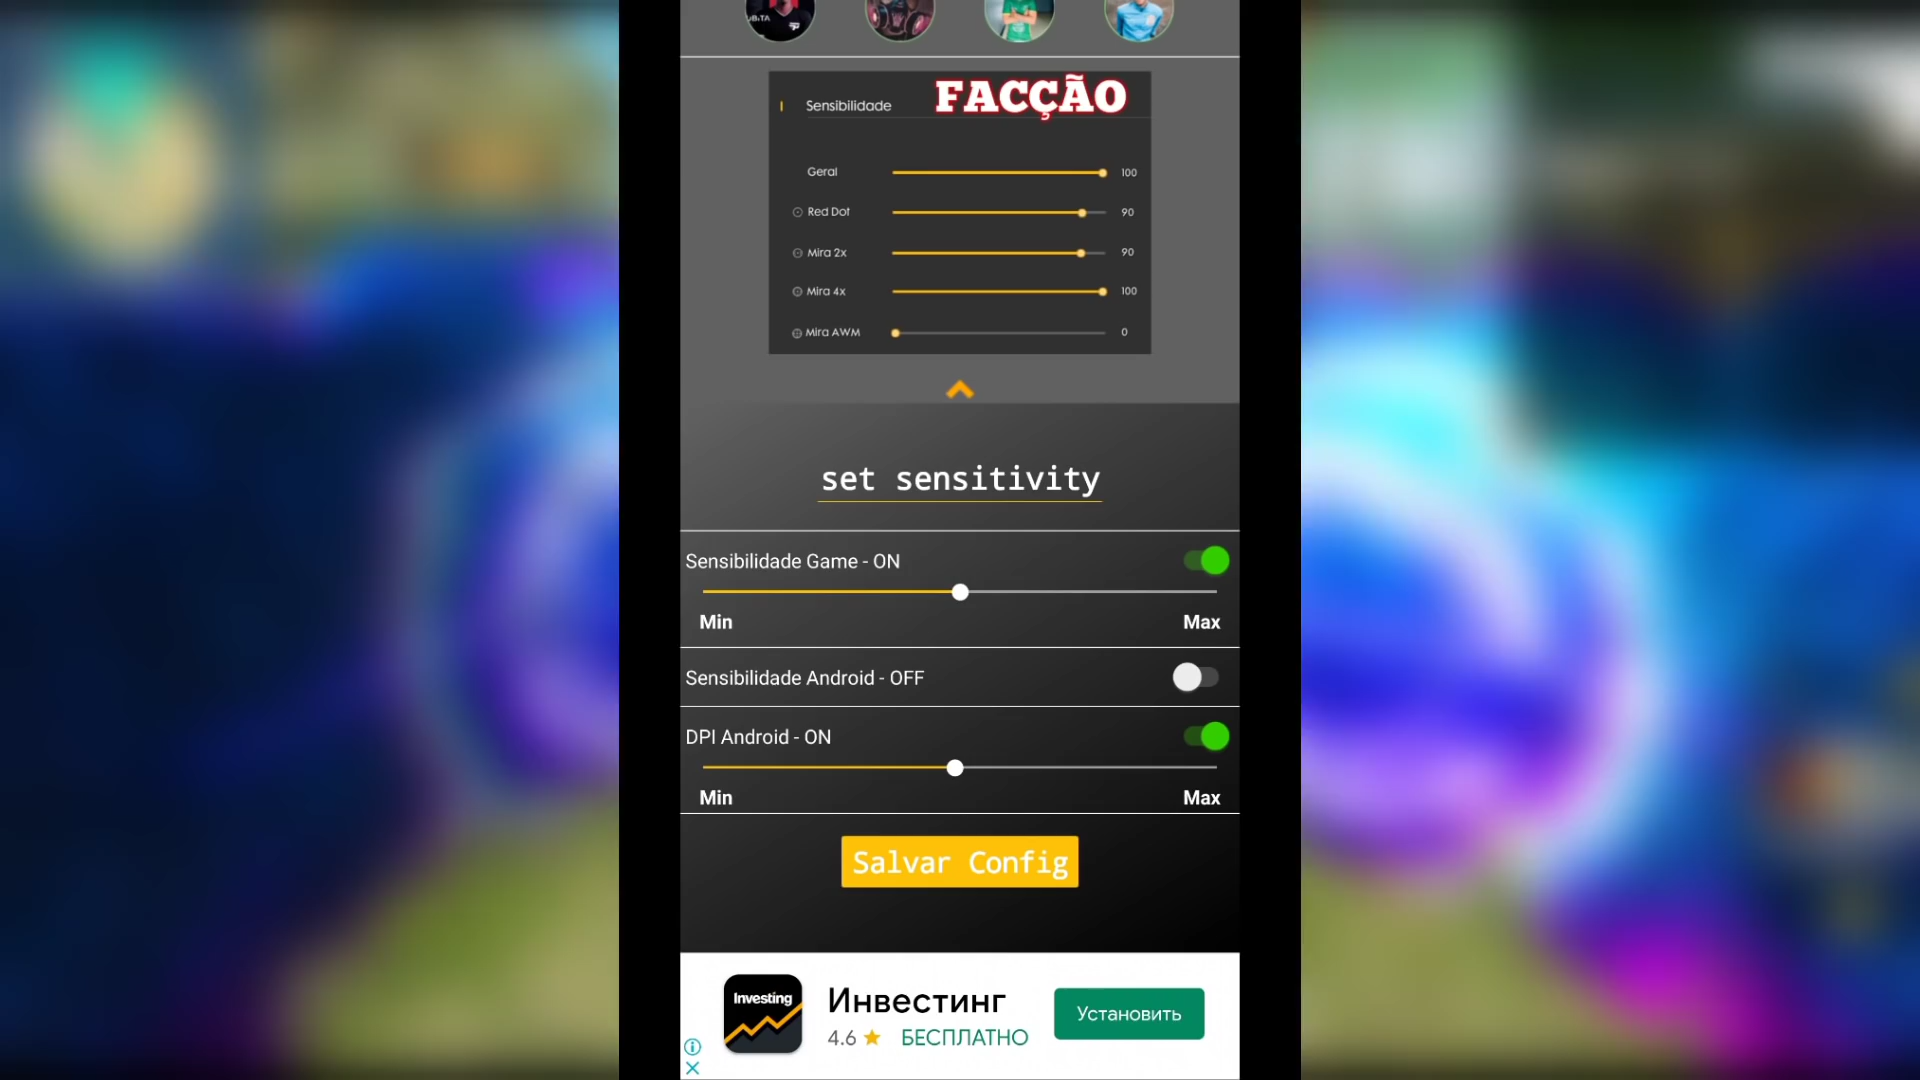 UBITA
FACÇÃO
Sensibilidade
Geral 100
Red Dot 90
Mira 2x 90
Mira 4x 100
Mira AWM 0
set sensitivity
Sensibilidade Game - ON
Min Max
Sensibilidade Android - OFF
DPI Android - ON
Min Max
Salvar Config
Investing
Инвестинг
4.6 БЕСПЛАТНО
Установить